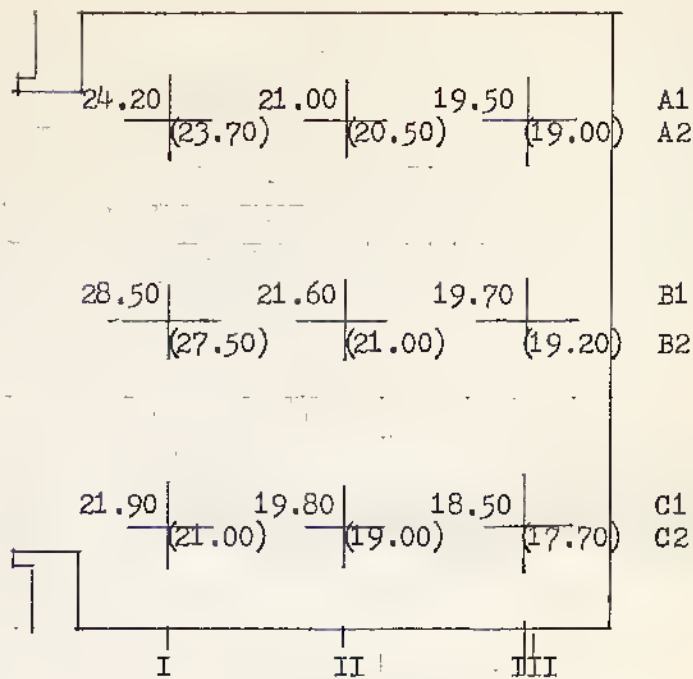 24.20 21.00 19.50 A1
(23.70) (20.50) (19.00) A2
28.50 21.60 19.70 B1
(27.50) (21.00) (19.20) B2
21.90 19.80 18.50 C1
(21.00) (19.00) (17.70) C2
I II III